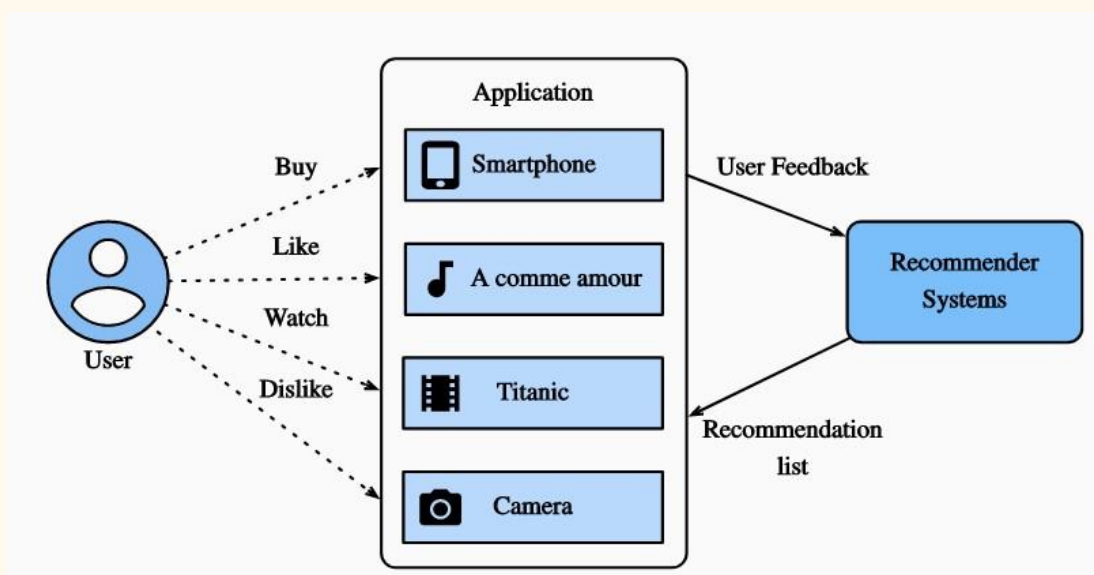 Application
Buy
Smartphone
User Feedback
Like
A comme amour
Recommender
Systems
Watch
User
Dislike
Titanic
Recommendation
list
Camera